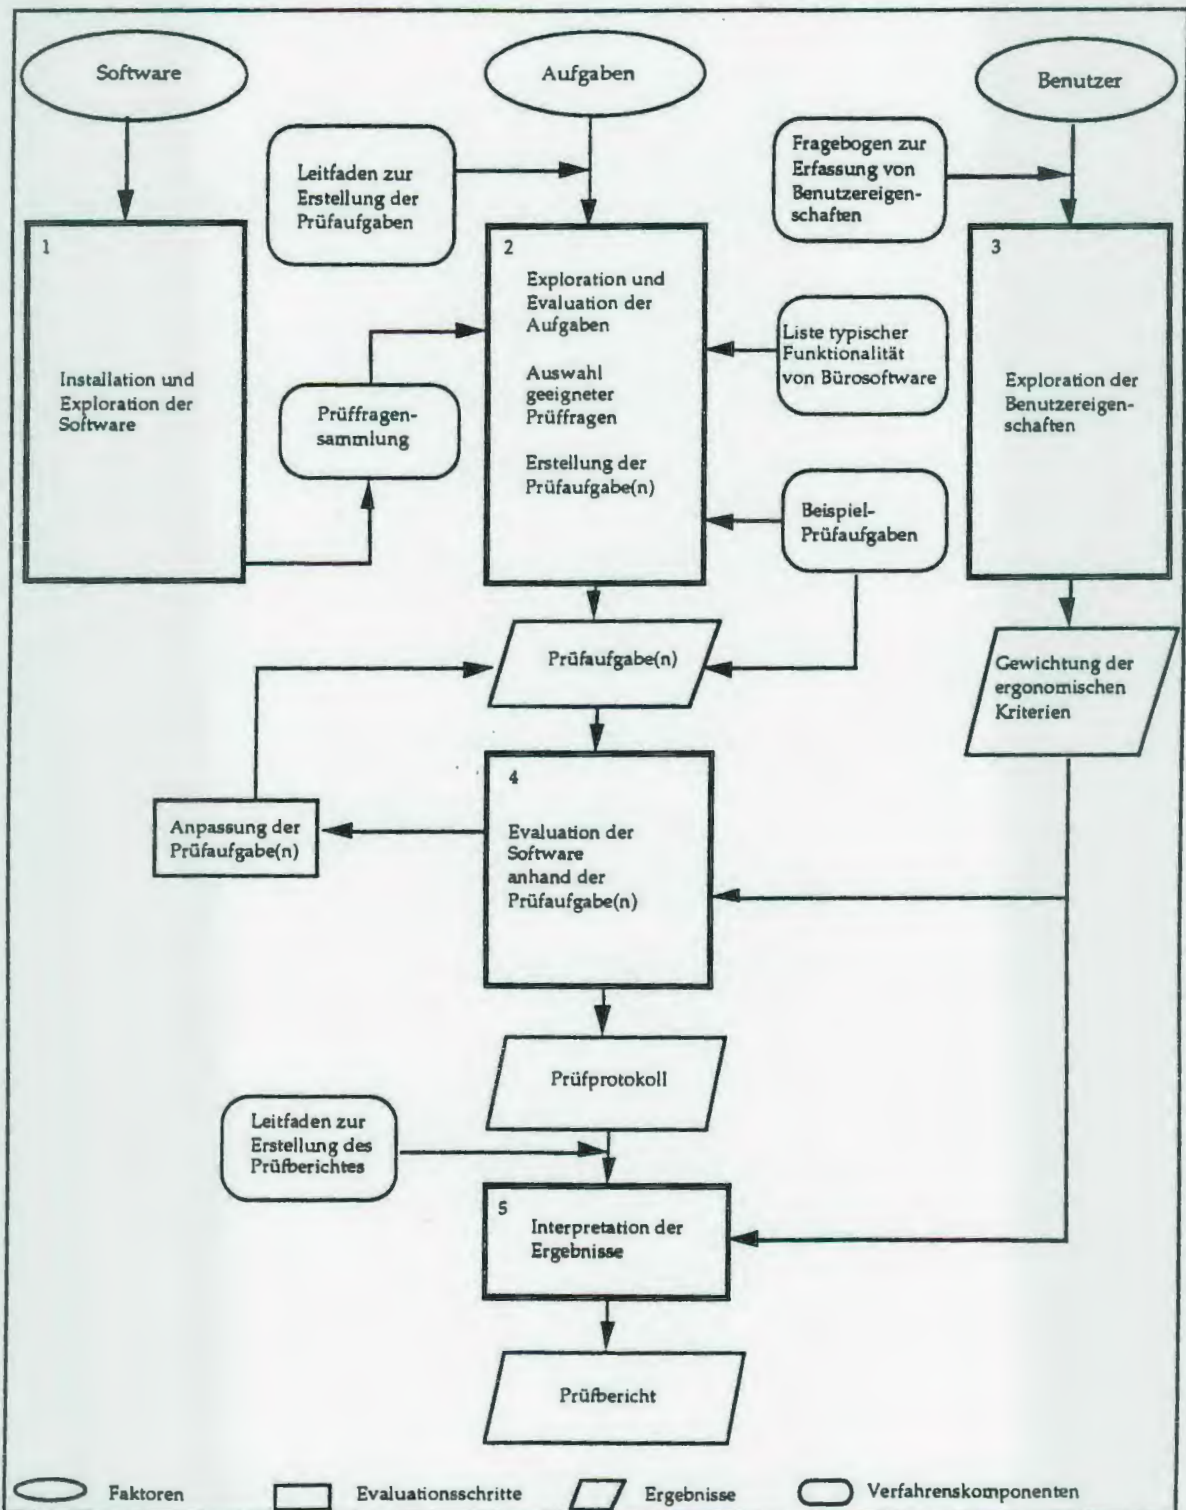 Software
Aufgaben
Benutzer
Leitfaden zur
Erstellung der
Prüfaufgaben
Fragebogen zur
Erfassung von
Benutzereigen-
schaften
1
Installation und
Exploration der
Software
2
Exploration und
Evaluation der
Aufgaben
Auswahl
geeigneter
Prüffragen
Erstellung der
Prüfaufgabe(n)
3
Exploration der
Benutzereigen-
schaften
Prüffragen-
sammlung
Liste typischer
Funktionalität
von Bürosoftware
Beispiel-
Prüfaufgaben
Prüfaufgabe(n)
Gewichtung der
ergonomischen
Kriterien
Anpassung der
Prüfaufgabe(n)
4
Evaluation der
Software
anhand der
Prüfaufgabe(n)
Prüfprotokoll
Leitfaden zur
Erstellung des
Prüfberichtes
5
Interpretation der
Ergebnisse
Prüfbericht
Faktoren
Evaluationsschritte
Ergebnisse
Verfahrenskomponenten